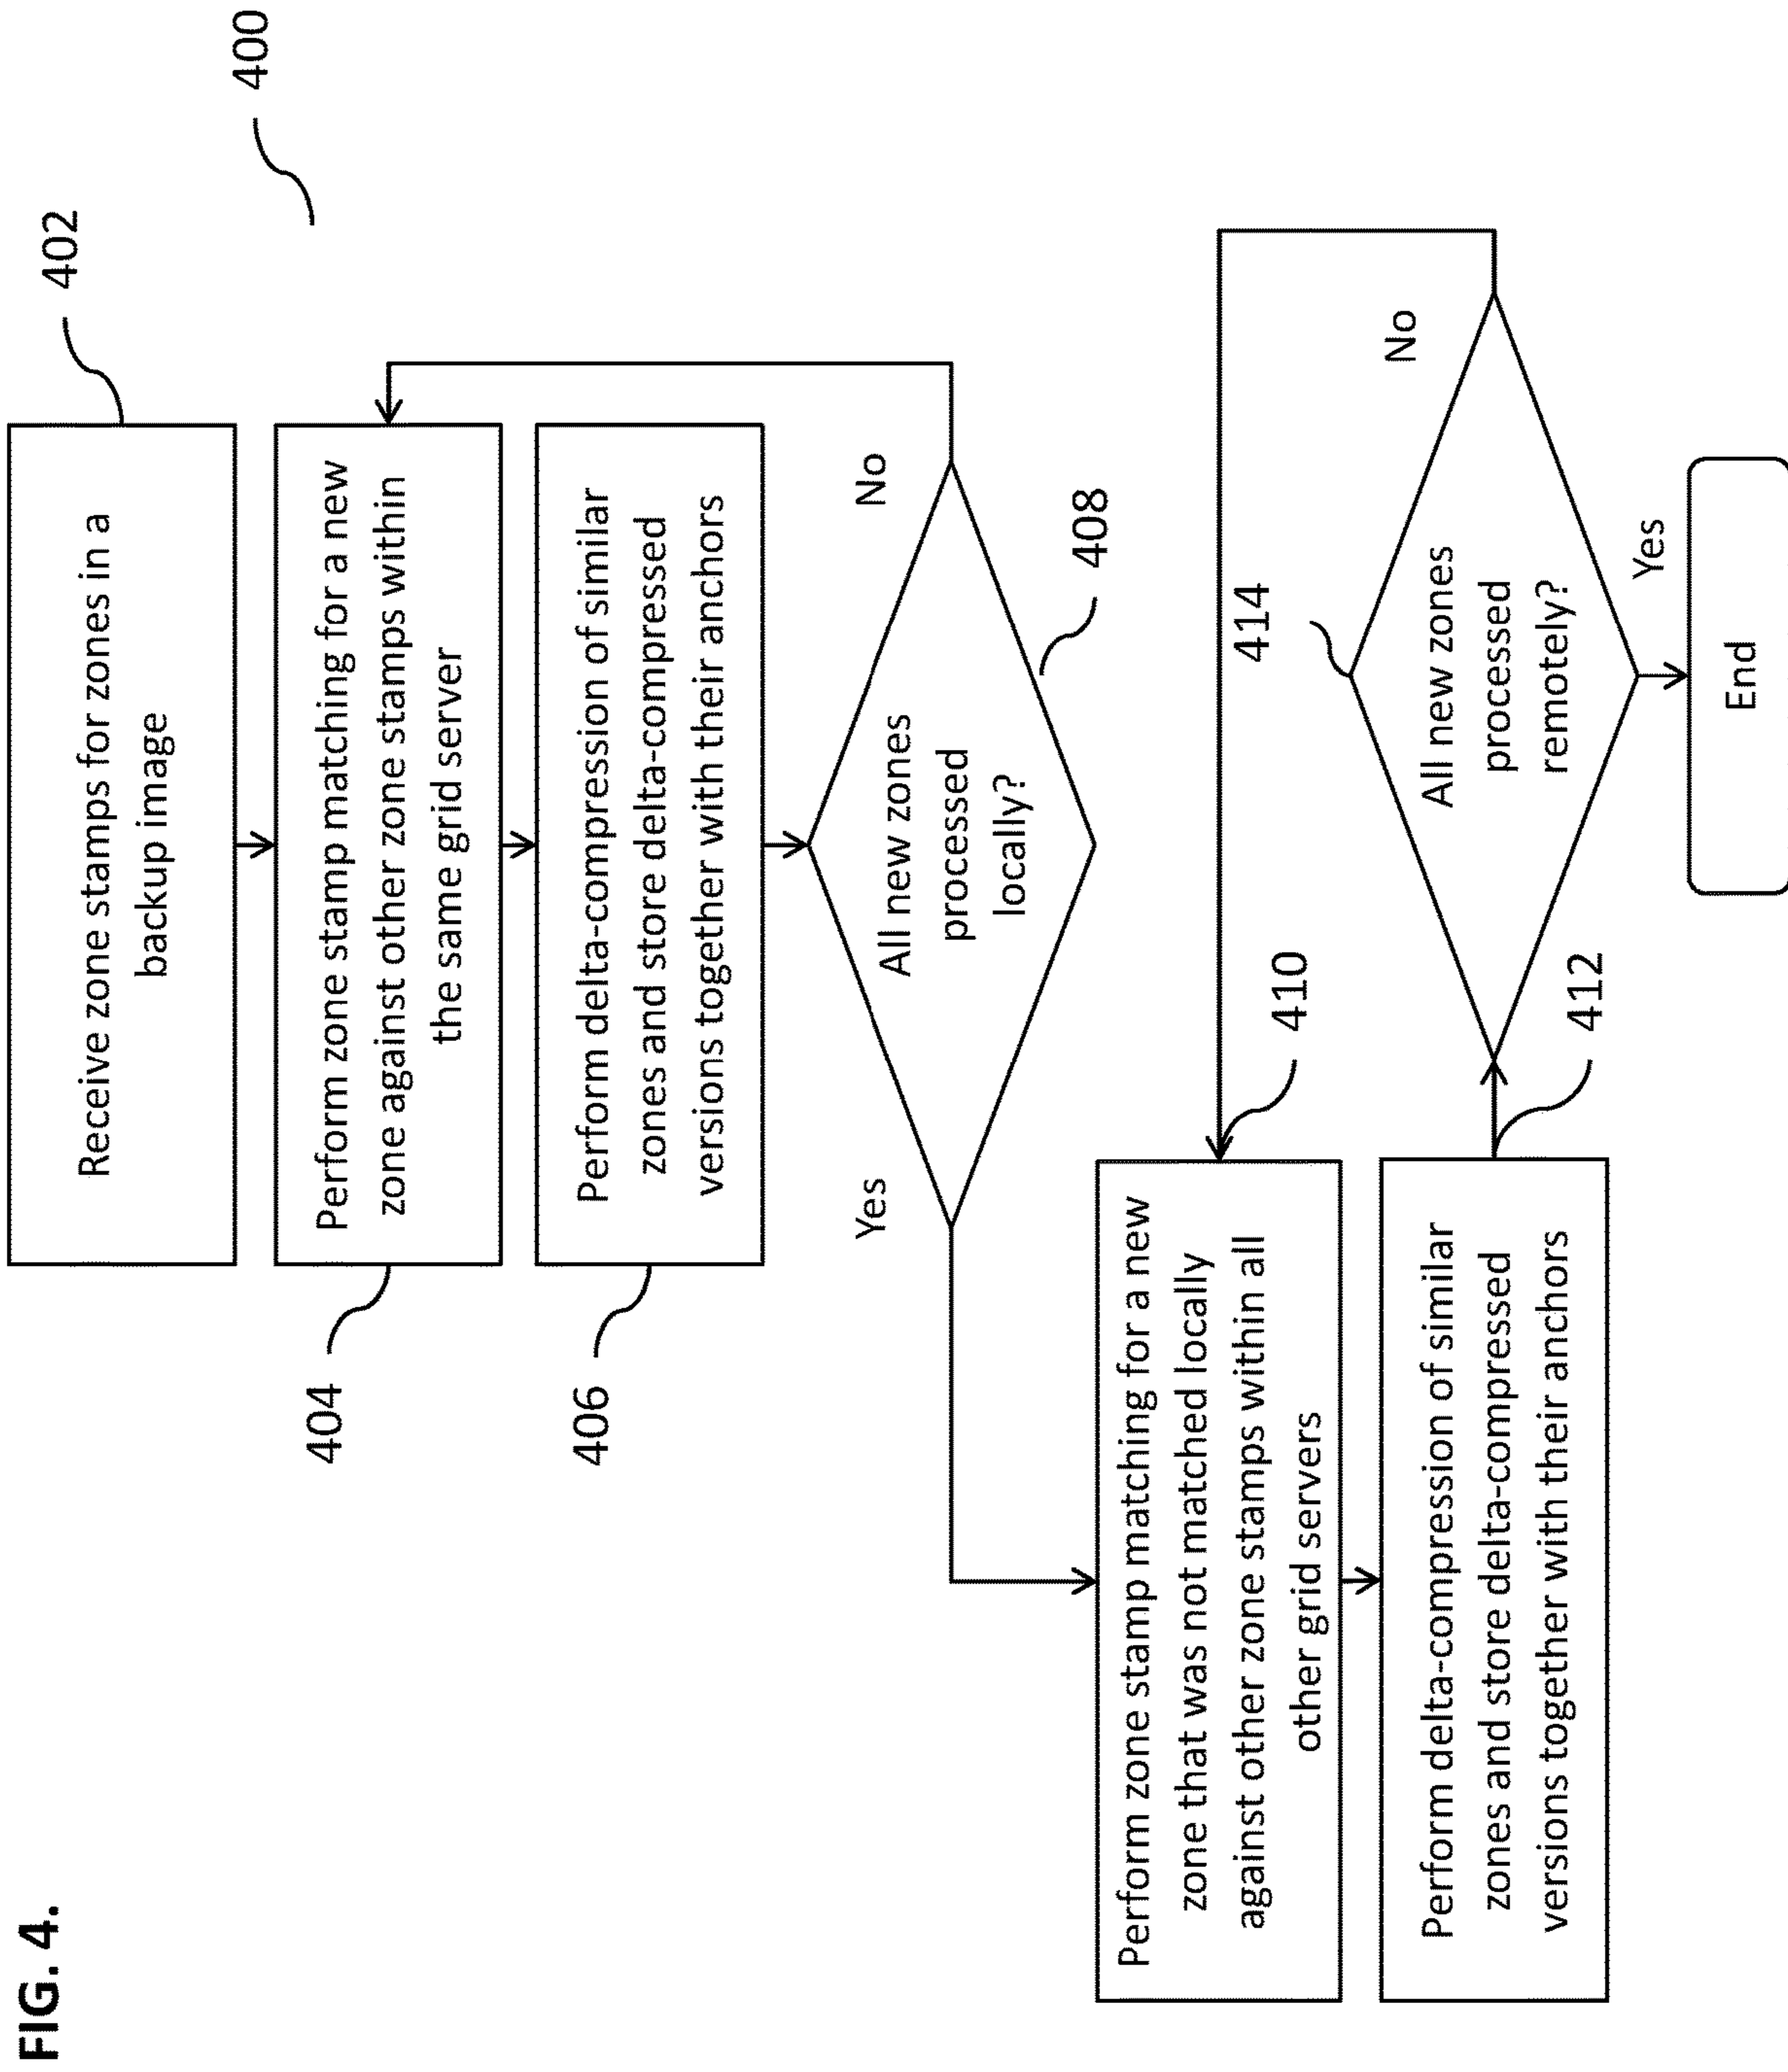 FIG. 4.
400
402
Receive zone stamps for zones in a
backup image
404
Perform zone stamp matching for a new
zone against other zone stamps within
the same grid server
406
Perform delta-compression of similar
zones and store delta-compressed
versions together with their anchors
Yes
No
All new zones
processed
locally?
408
410
Perform zone stamp matching for a new
zone that was not matched locally
against other zone stamps within all
other grid servers
412
Perform delta-compression of similar
zones and store delta-compressed
versions together with their anchors
414
No
All new zones
processed
remotely?
Yes
End